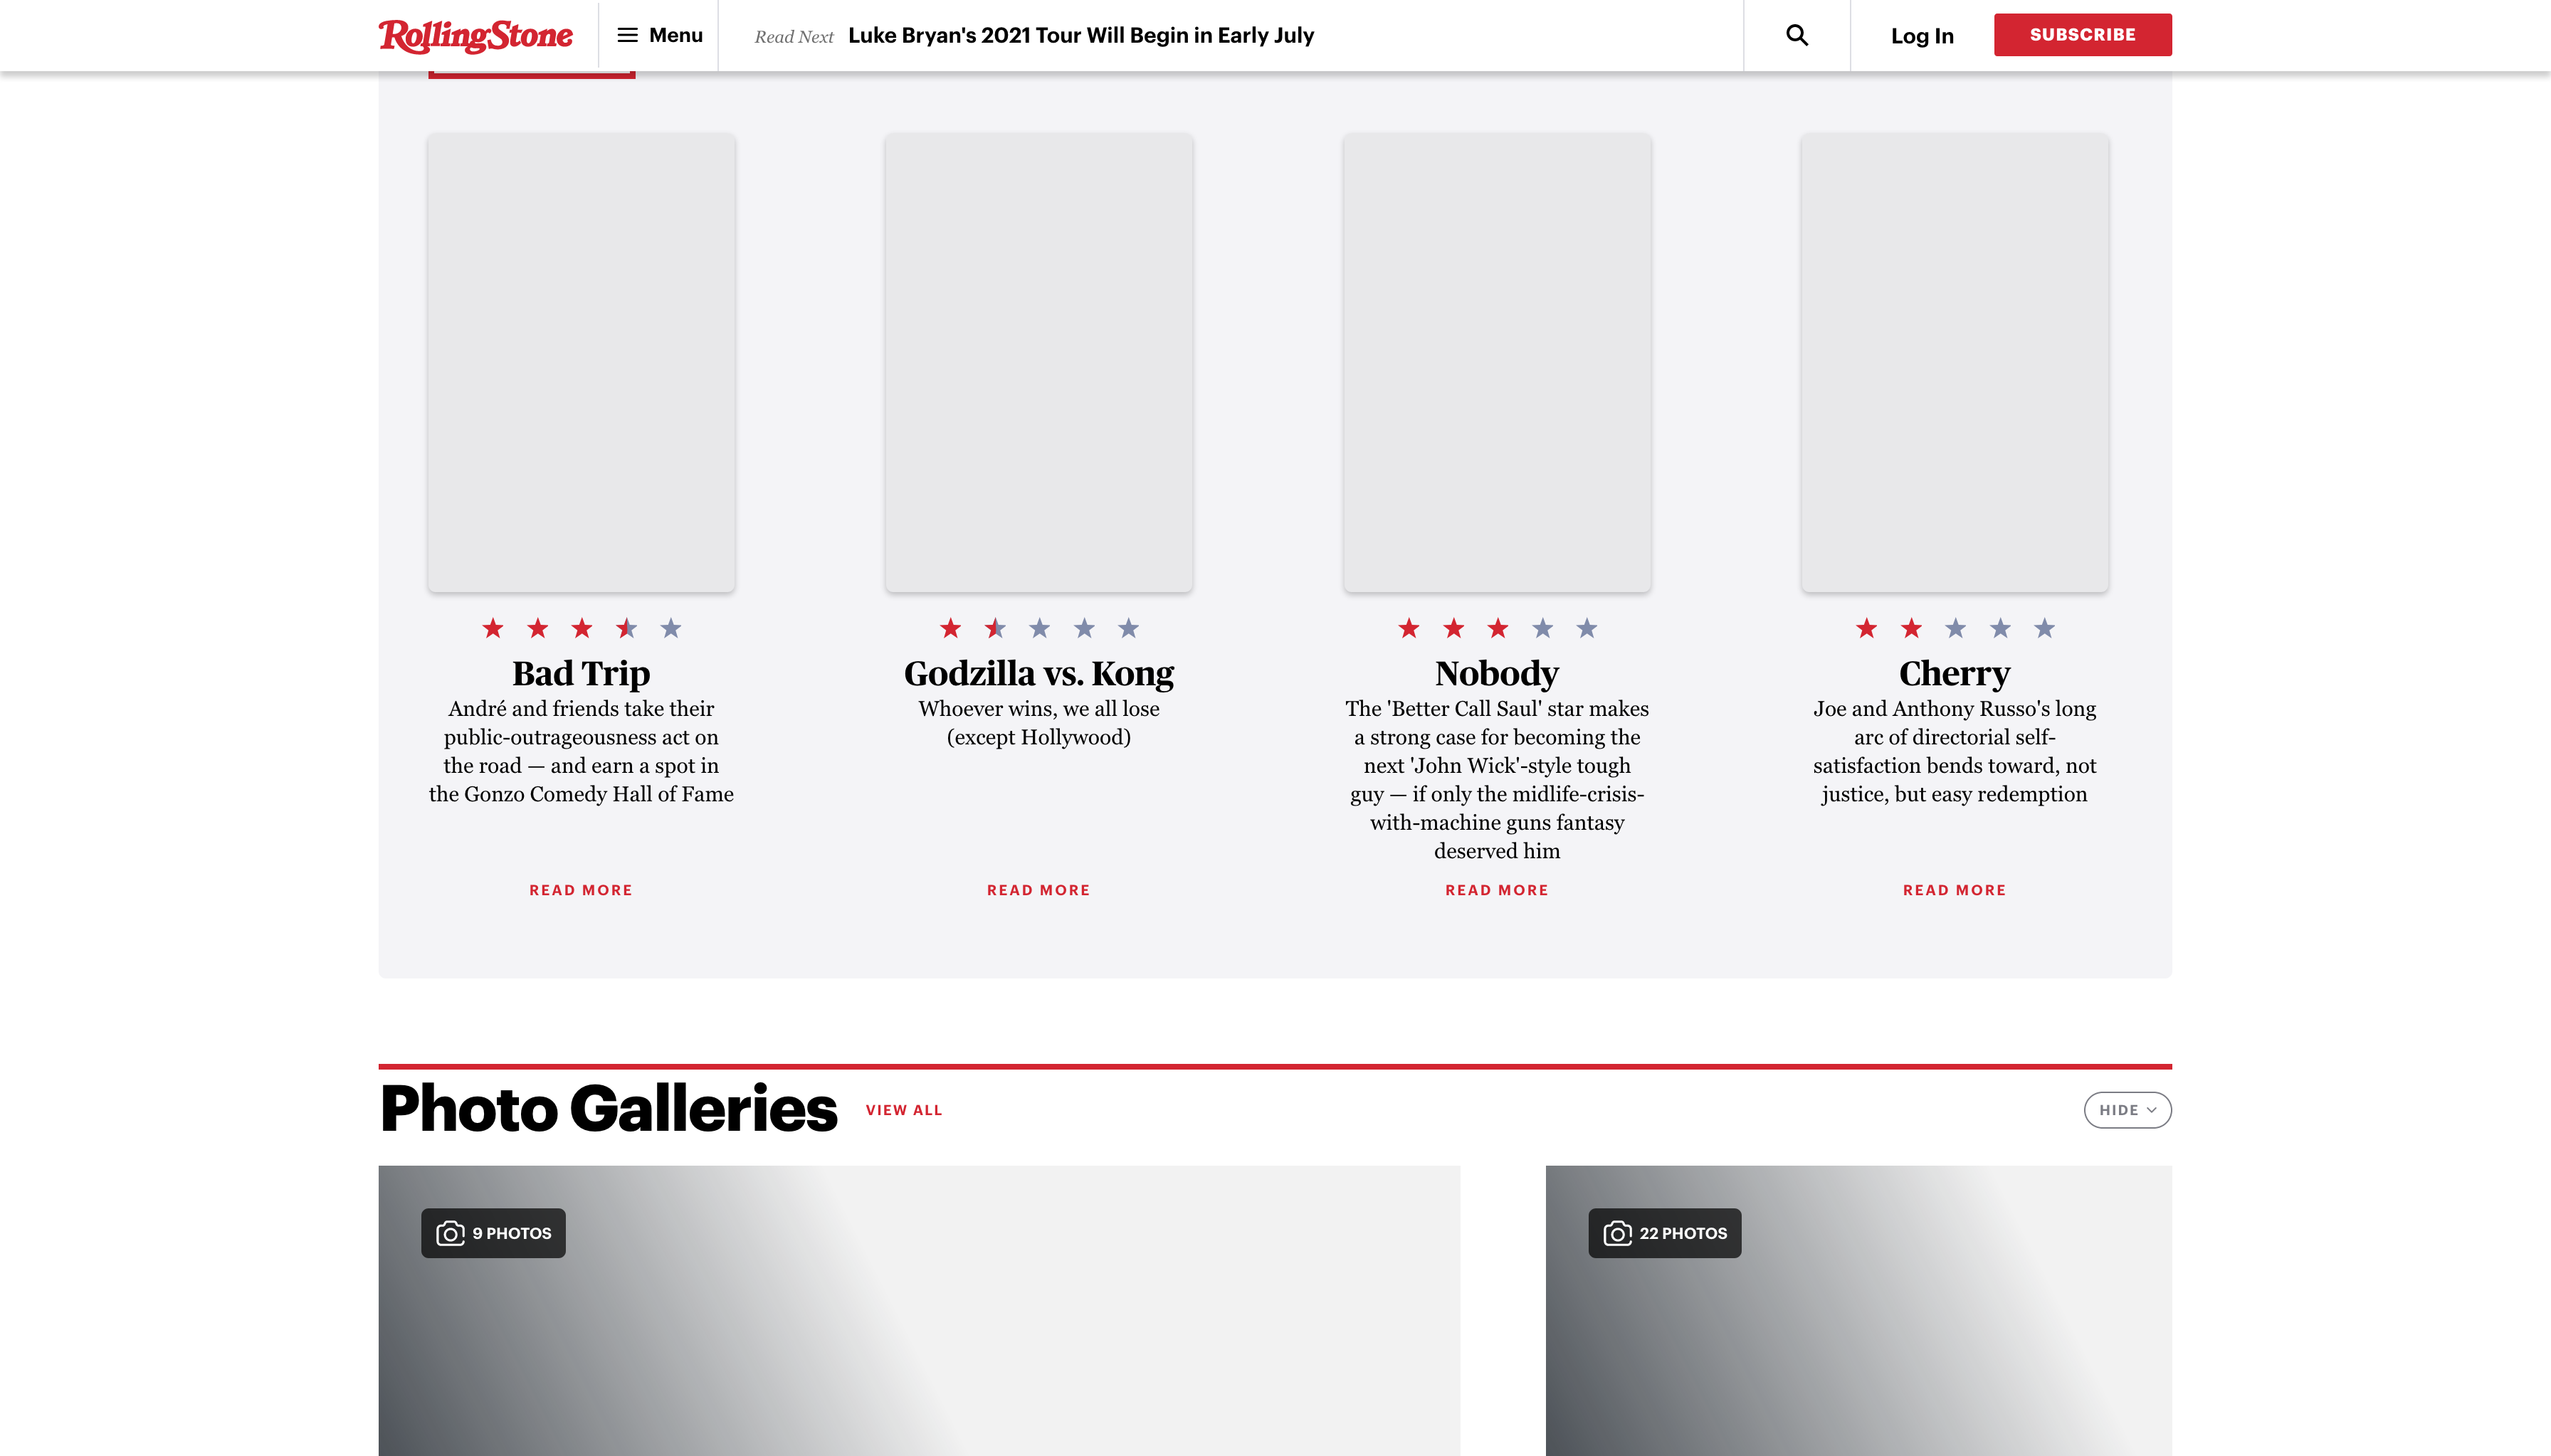 RollingStone
Menu
Read Next Luke Bryan's 2021 Tour Will Begin in Early July
Log In
SUBSCRIBE
Bad Trip
André and friends take their
public-outrageousness act on
the road — and earn a spot in
the Gonzo Comedy Hall of Fame
READ MORE
Godzilla vs. Kong
Whoever wins, we all lose
(except Hollywood)
READ MORE
Nobody
The 'Better Call Saul' star makes
a strong case for becoming the
next 'John Wick'-style tough
guy — if only the midlife-crisis-
with-machine guns fantasy
deserved him
READ MORE
Cherry
Joe and Anthony Russo's long
arc of directorial self-
satisfaction bends toward, not
justice, but easy redemption
READ MORE
Photo Galleries
VIEW ALL
HIDE
9 PHOTOS
22 PHOTOS